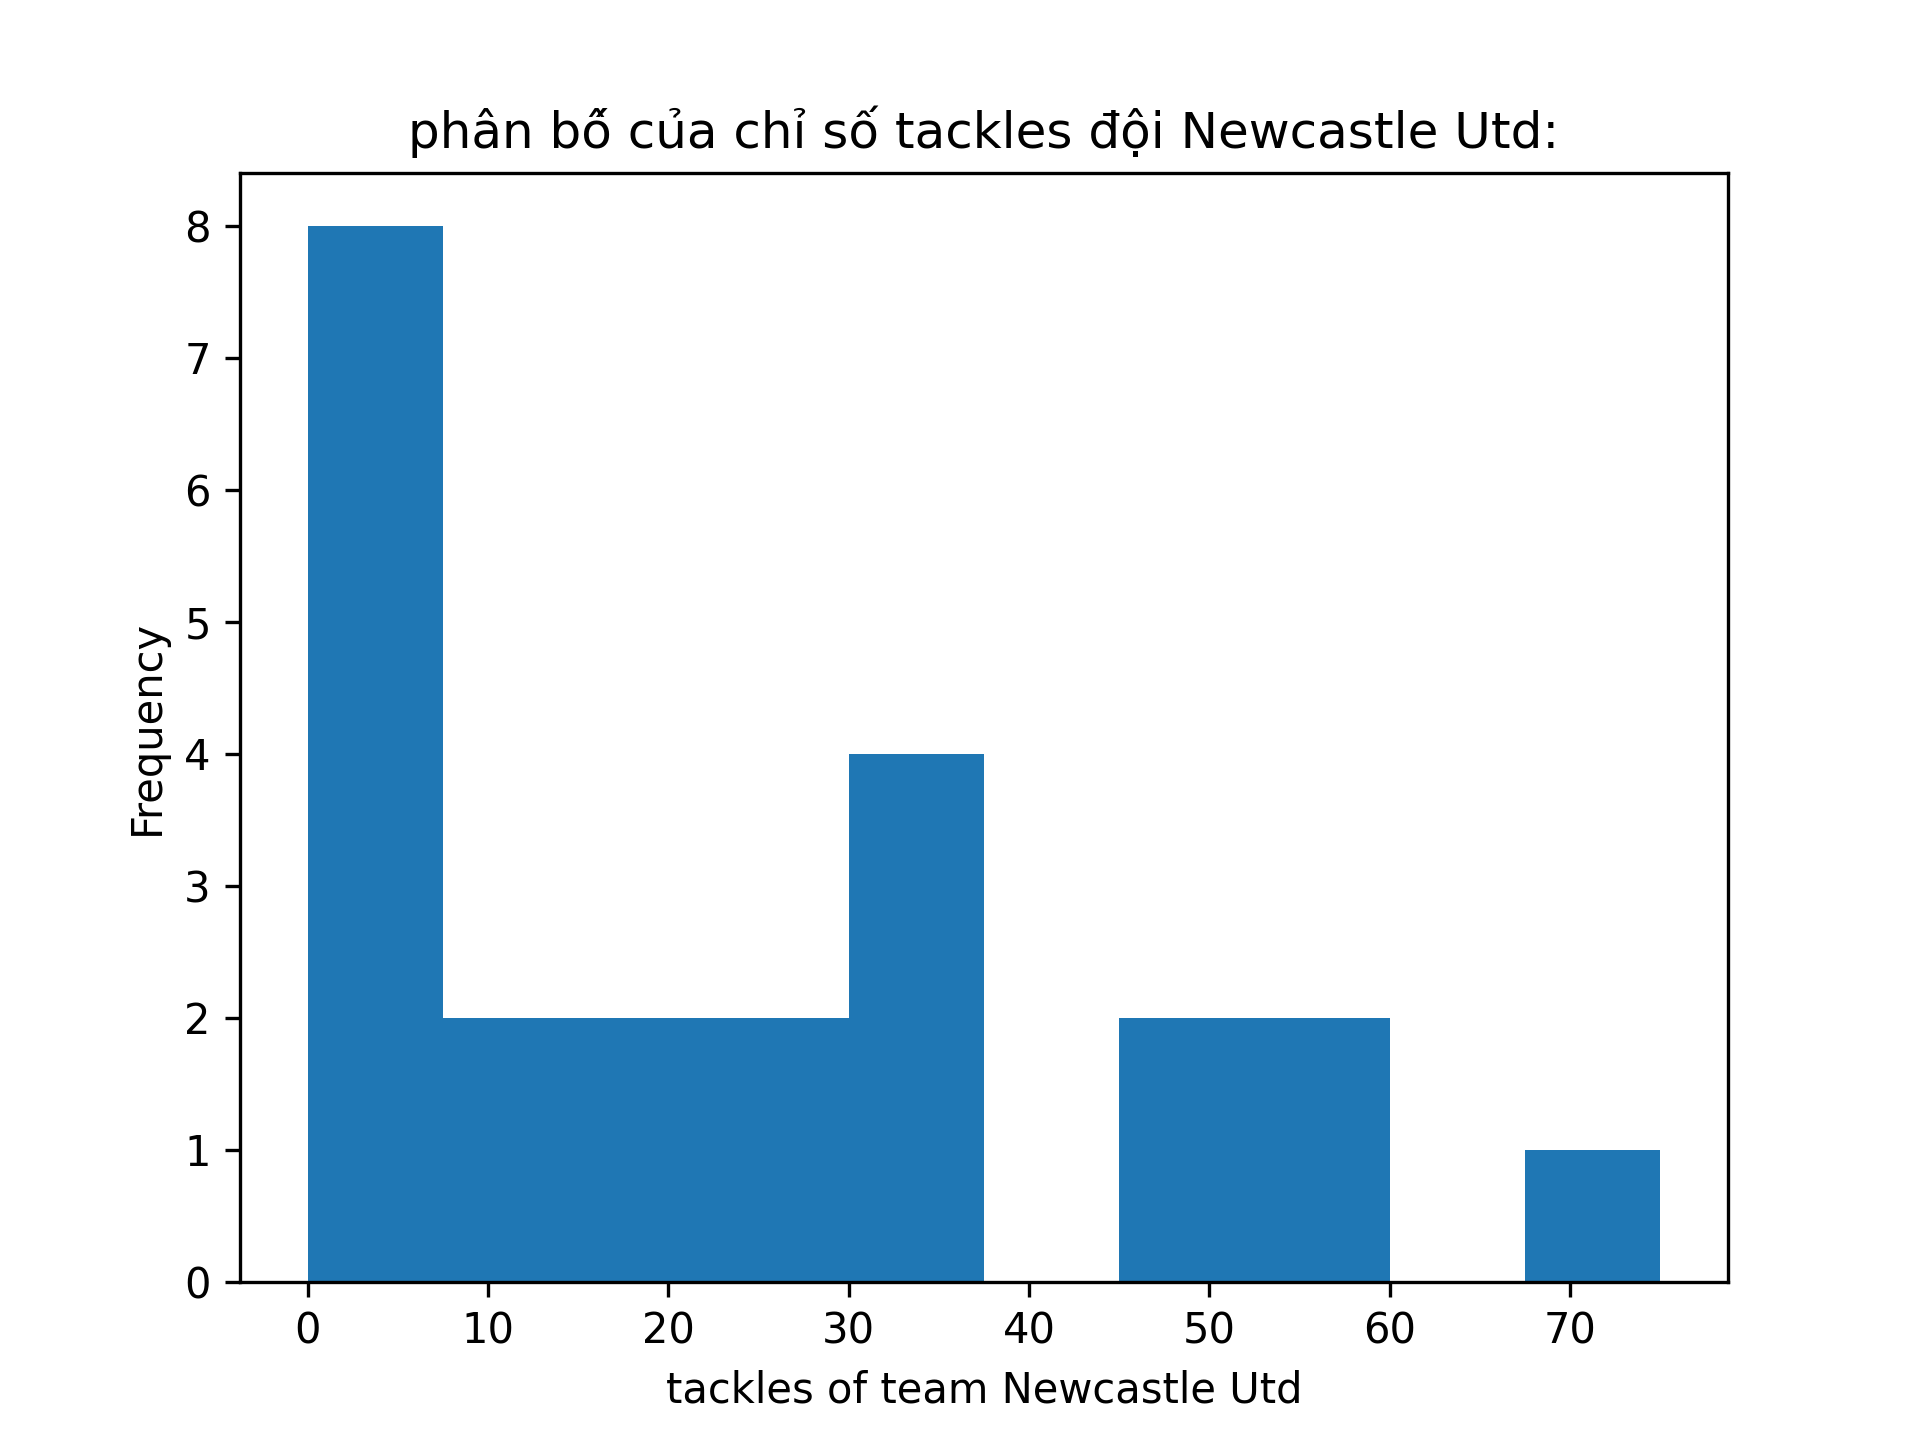 phân bố của chỉ số tackles đội Newcastle Utd:
8
7
6
5
4
3
2
1
0
Frequency
0 10 20 30 40 50 60 70
tackles of team Newcastle Utd